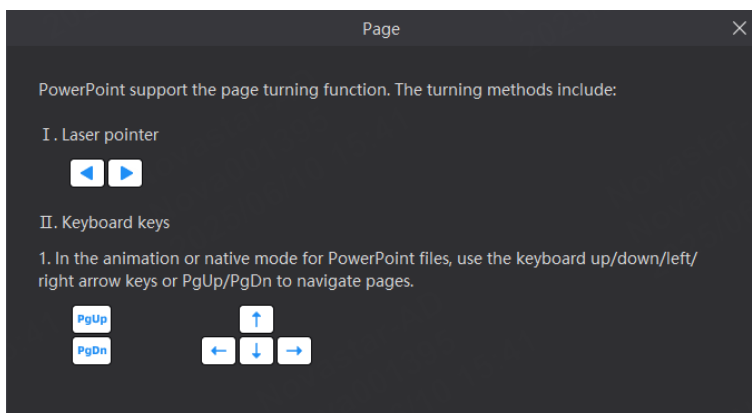 Page
PowerPoint support the page turning function. The turning methods include:
Ⅰ. Laser pointer
Ⅱ. Keyboard keys
1. In the animation or native mode for PowerPoint files, use the keyboard up/down/left/
right arrow keys or PgUp/PgDn to navigate pages.
PgUp
PgDn